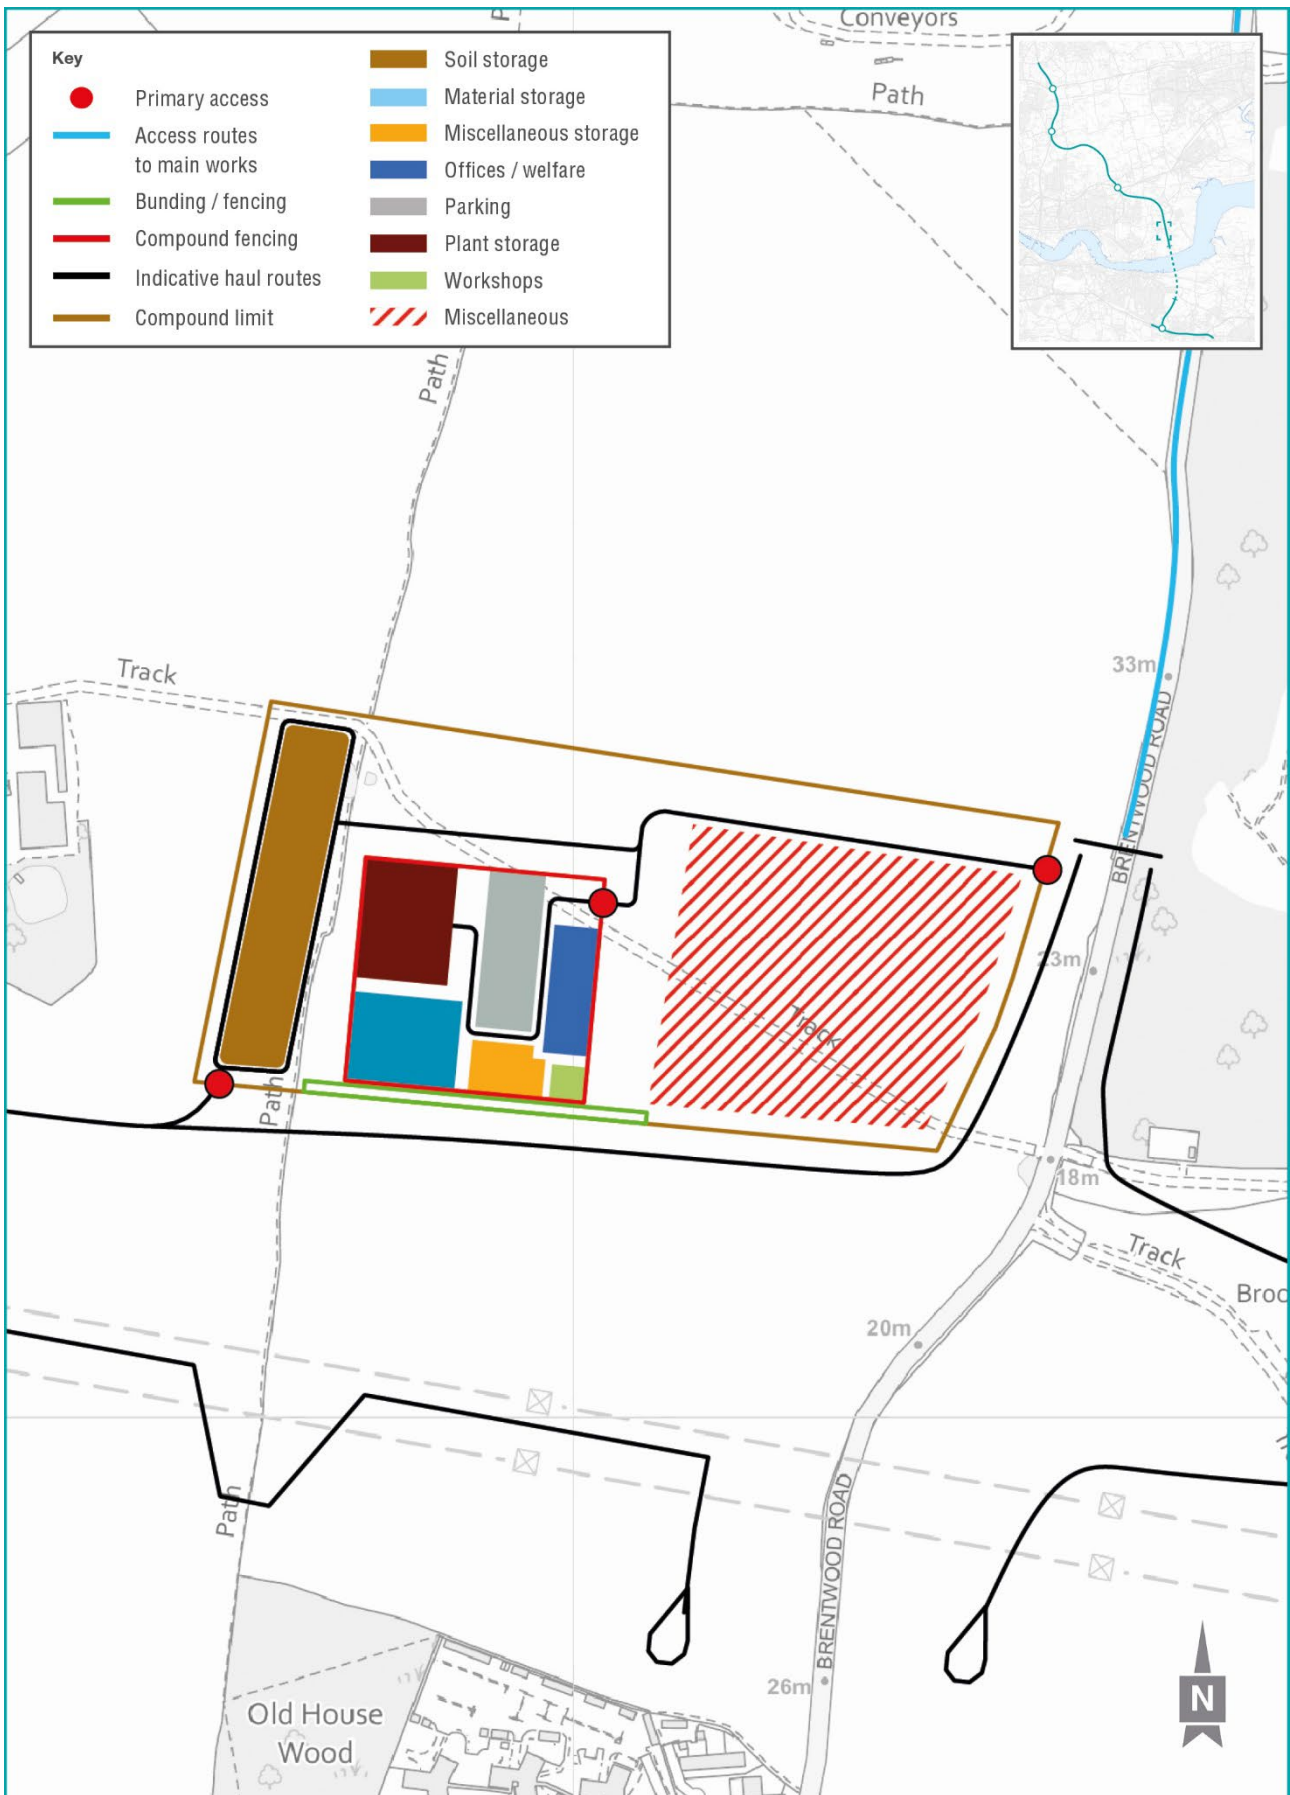 Conveyors
Path
Key
Primary access
Access routes
to main works
Bunding / fencing
Compound fencing
Indicative haul routes
Compound limit
Soil storage
Material storage
Miscellaneous storage
Offices / welfare
Parking
Plant storage
Workshops
Miscellaneous
Path
Track
33m
BRENTWOOD ROAD
23m
Track
Path
18m
Track
Broo
20m
Path
BRENTWOOD ROAD
26m
Old House
Wood
N